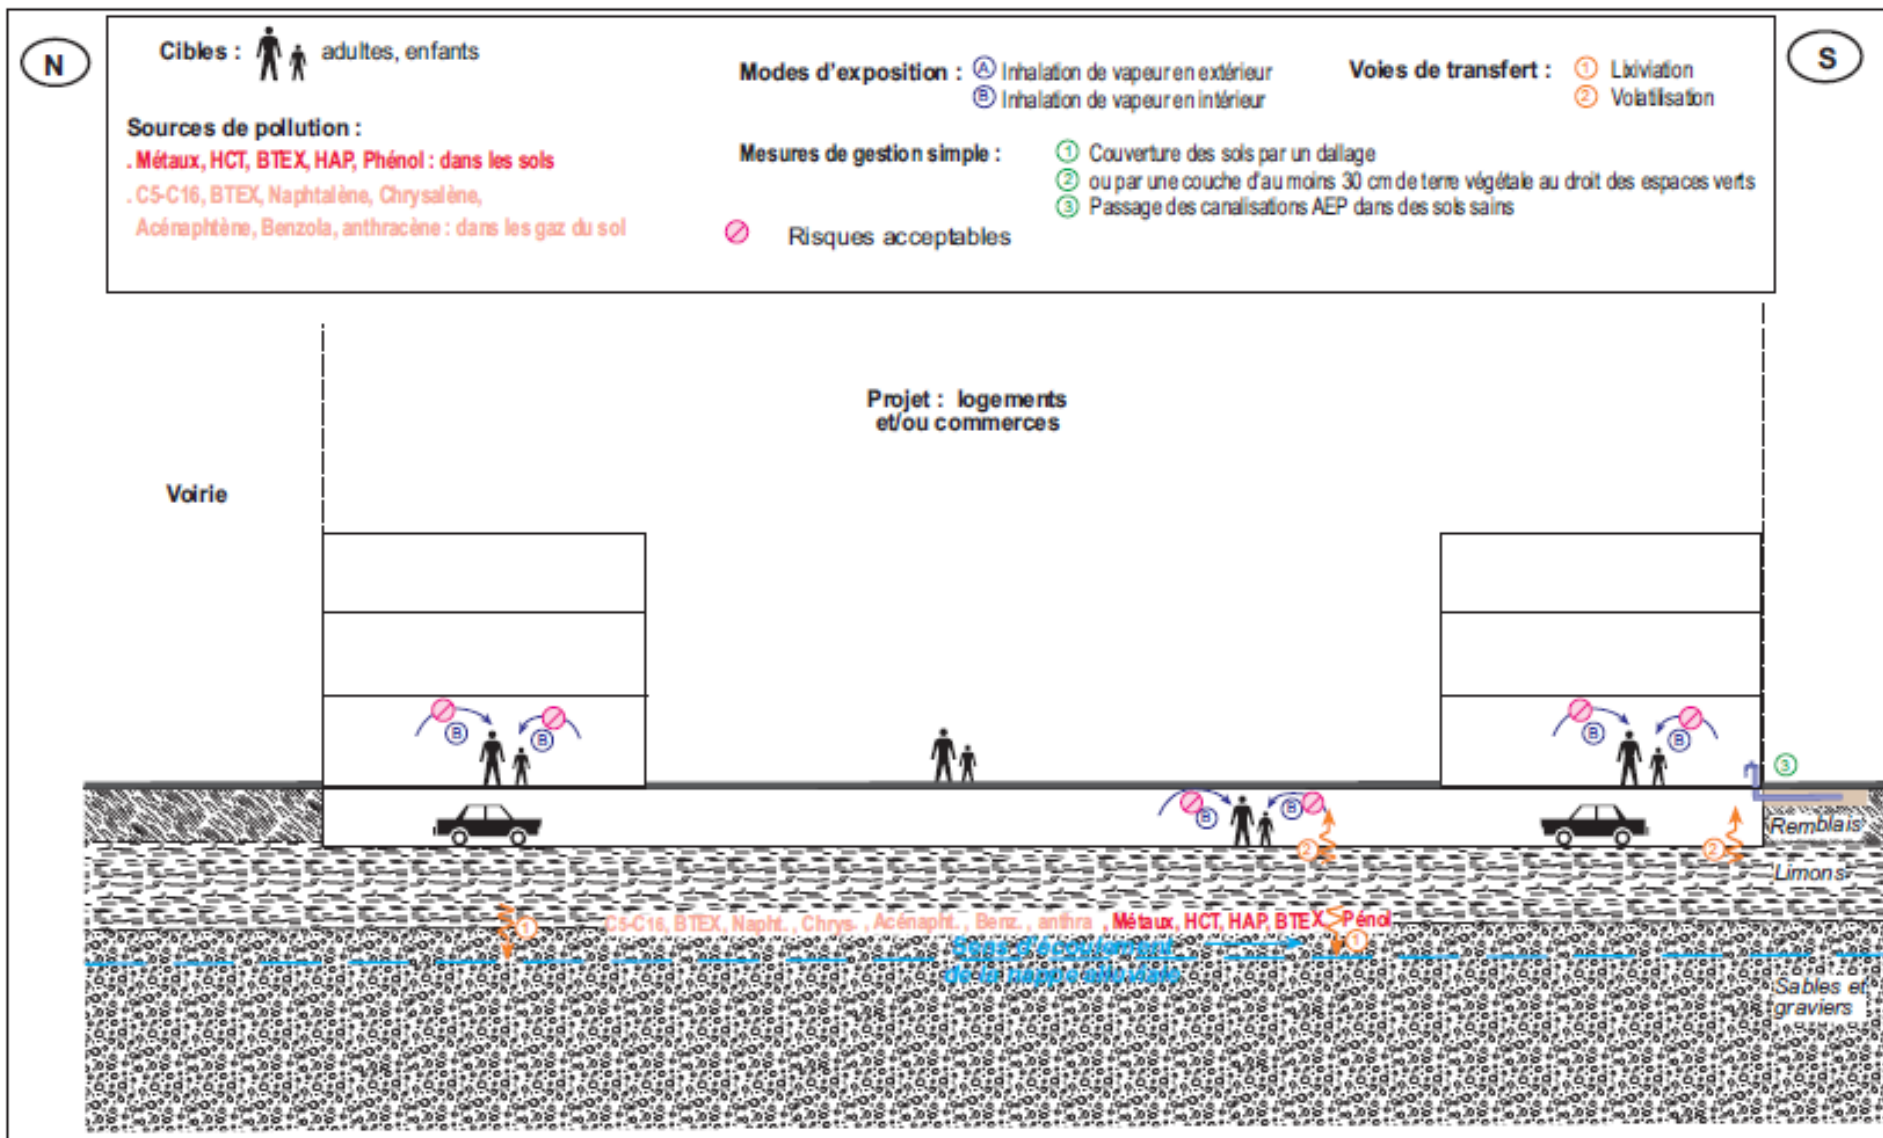 N
S
Cibles : adultes, enfants
Sources de pollution :
. Métaux, HCT, BTEX, HAP, Phénol : dans les sols
. C5-C16, BTEX, Naphtalène, Chrysalène,
Acénaphtène, Benzola, anthracène : dans les gaz du sol
Modes d'exposition : A Inhalation de vapeur en extérieur
B Inhalation de vapeur en intérieur
Voies de transfert : 1 Lixiviation
2 Volatilisation
Mesures de gestion simple : 1 Couverture des sols par un dallage
2 ou par une couche d'au moins 30 cm de terre végétale au droit des espaces verts
3 Passage des canalisations AEP dans des sols sains
Risques acceptables
Projet : logements
et/ou commerces
Voirie
B
B
B
B
3
B
B
Remblais
2
2
Limons
1
C5-C16, BTEX, Napht., Chrys., Acénapht., Benz., anthra , Métaux, HCT, HAP, BTEX, Pénol
1
Sens d'écoulement
de la nappe alluviale
Sables et
graviers